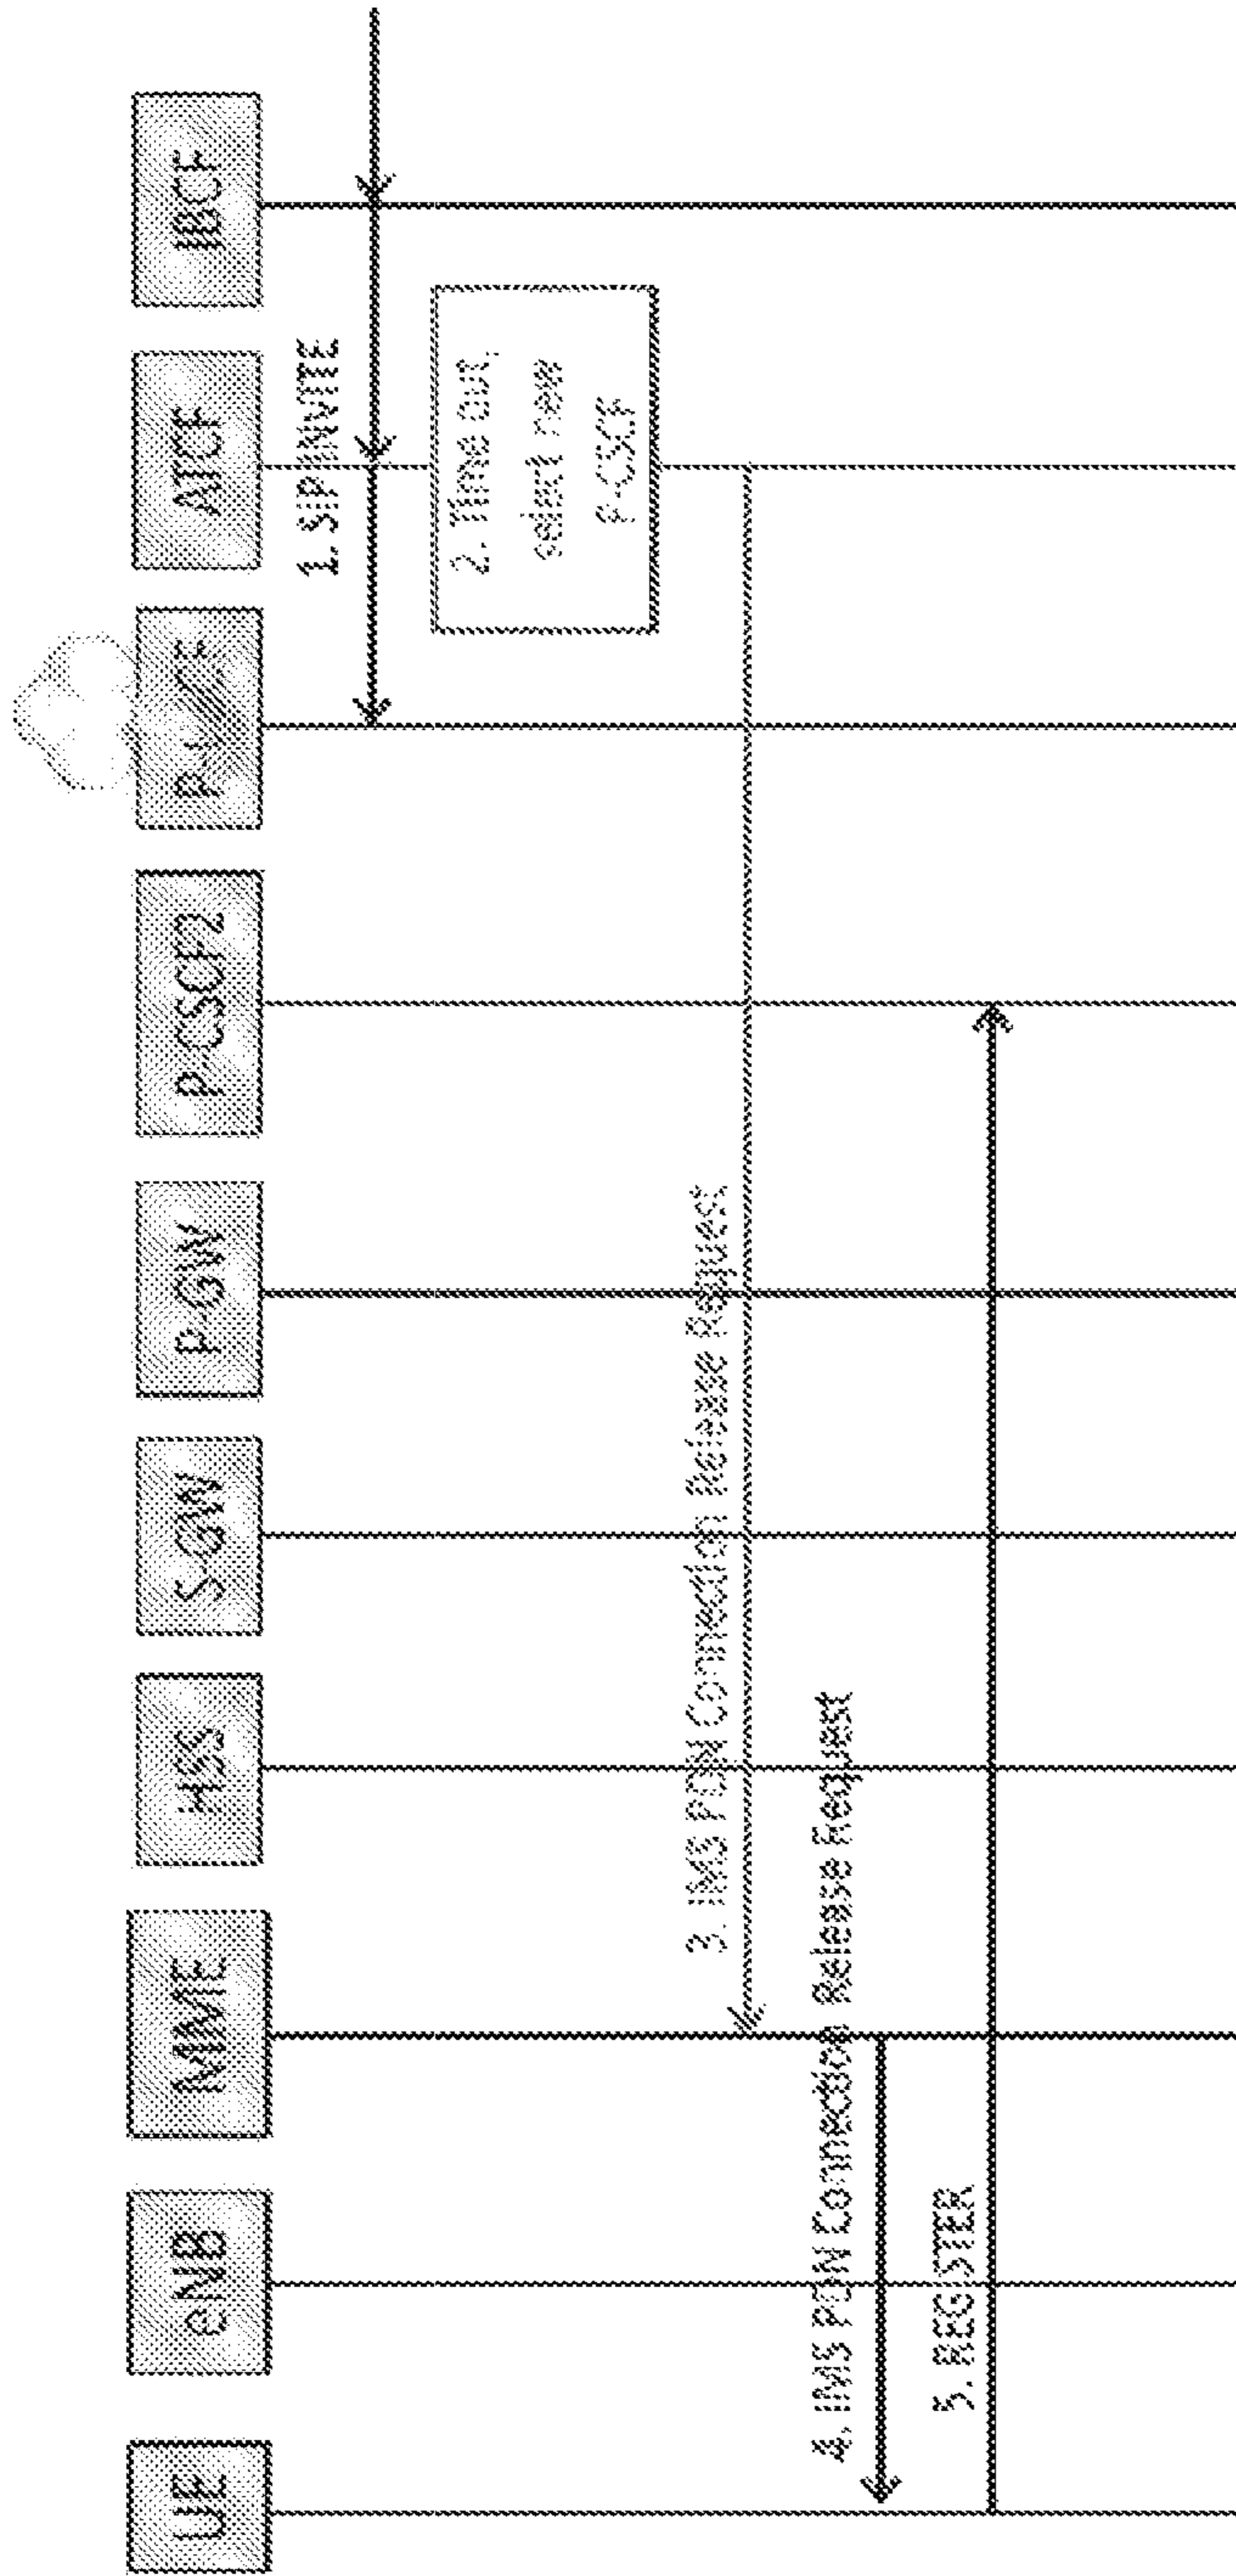 UE
eNB
MME
HSS
S-GW
P-GW
P-CSCF2
ATCF
IBCF
1. SIP INVITE
2. Time out,
select new
P-CSCF
3. IMS PDN Connection Release Request
4. IMS PDN Connection Release Request
5. REGISTER